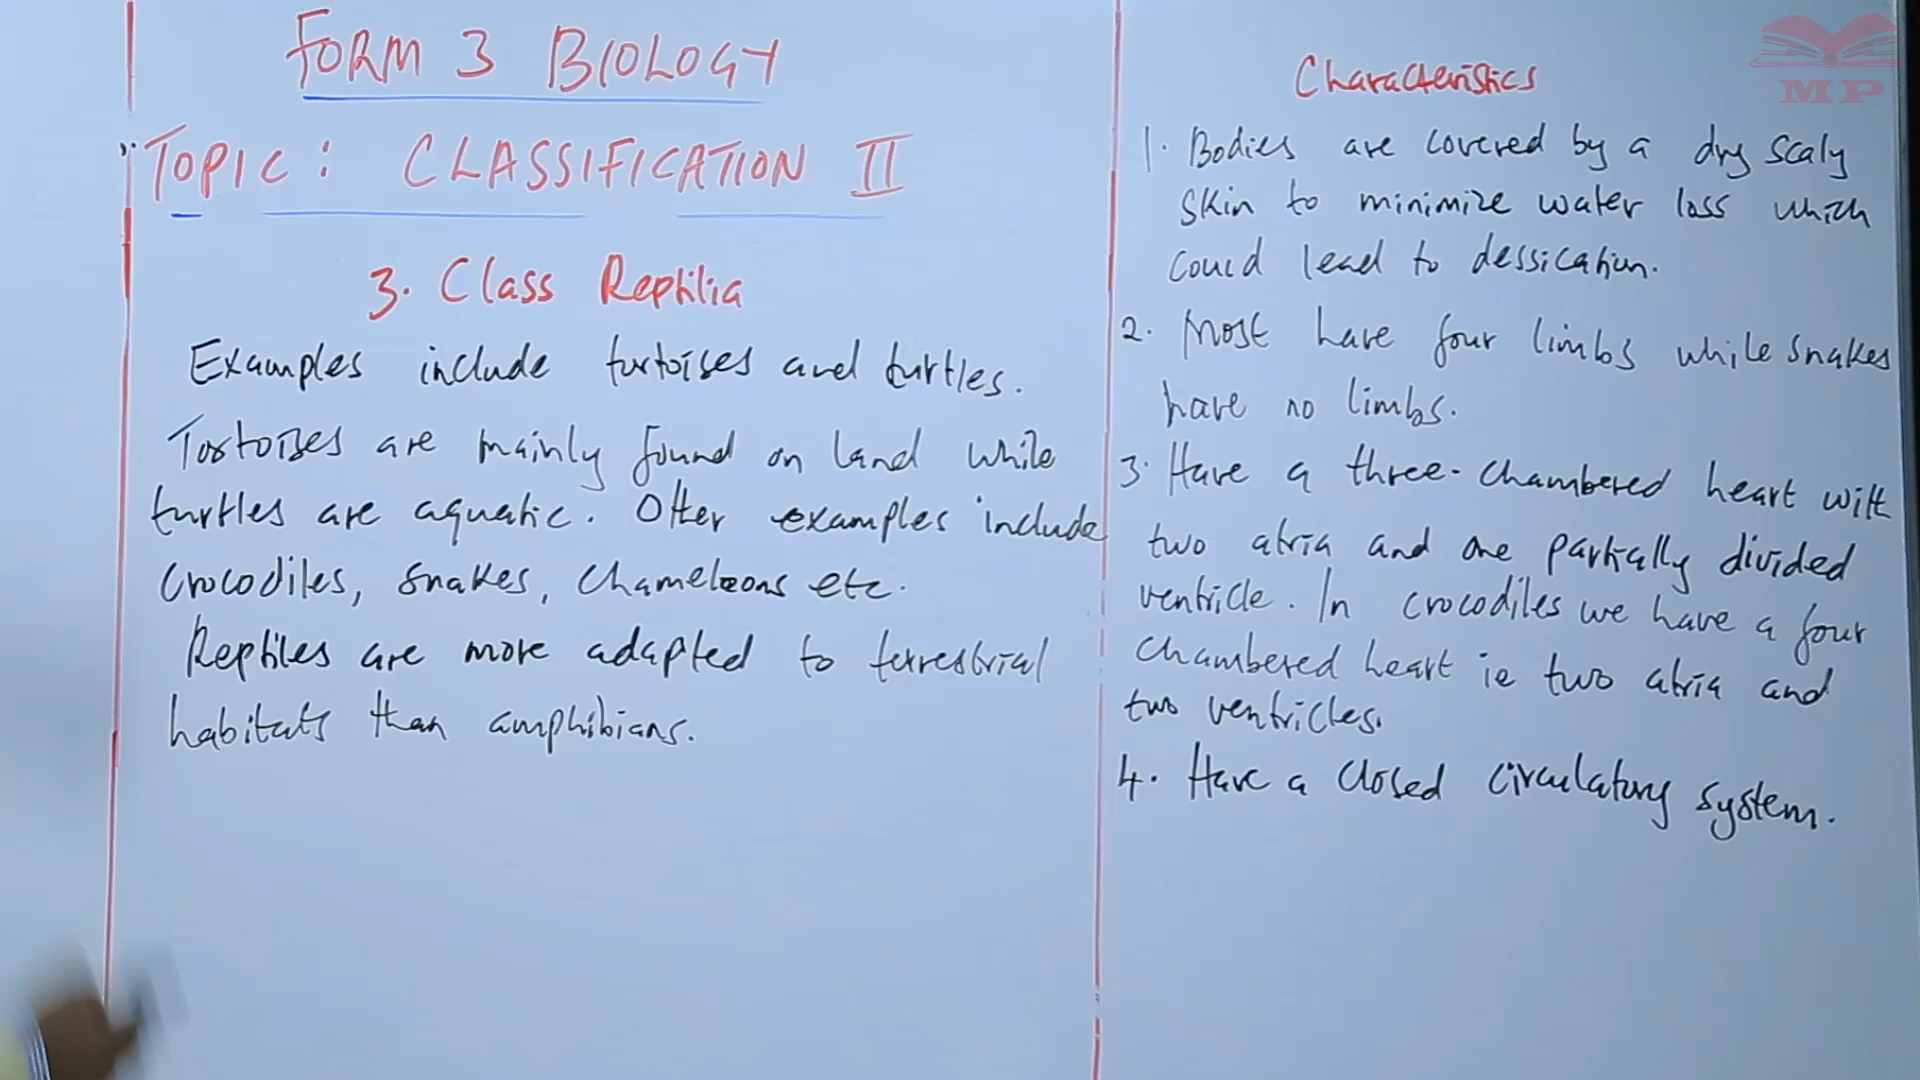 FORM 3 BIOLOGY
TOPIC: CLASSIFICATION II
3. Class Reptilia
Examples include tortoises and turtles.
Tortoises are mainly found on land while
turtles are aquatic. Other examples include
crocodiles, snakes, chameleons etc.
Reptiles are more adapted to terrestrial
habitats than amphibians.
Characteristics
1. Bodies are covered by a dry scaly
skin to minimize water loss which
could lead to dessication.
2. Most have four limbs while snakes
have no limbs.
3. Have a three-chambered heart with
two atria and one partially divided
ventricle. In crocodiles we have a four
chambered heart ie two atria and
two ventricles.
4. Have a closed circulatory system.
MP